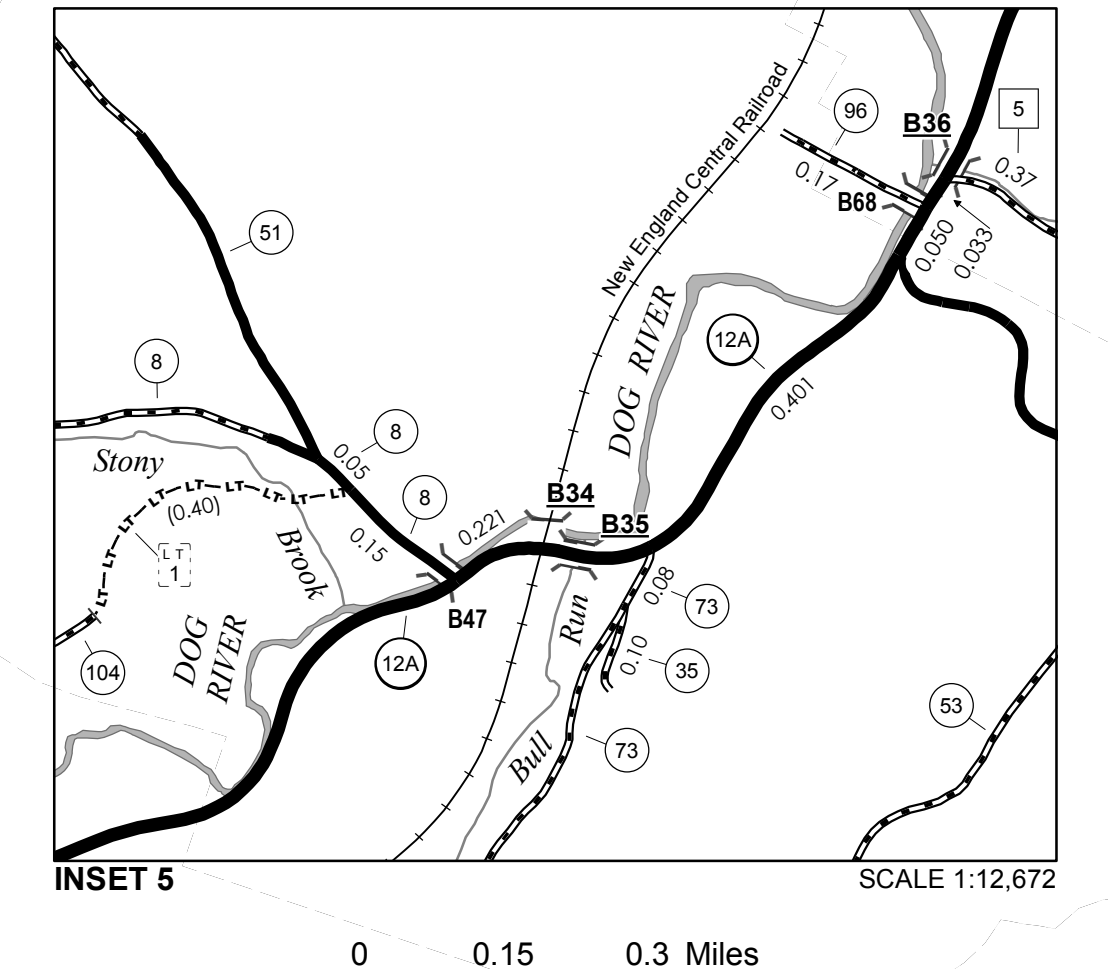 New England Central Railroad
96
B36
5
0.37
0.17
B68
51
0.050
0.033
DOG RIVER
12A
8
0.401
8
0.05
Stony
8
B34
LT
LT
LT
LT
LT
LT
(0.40)
0.221
B35
LT
0.15
Brook
LT
LT
1
0.08
LT
Run
73
B47
DOG
RIVER
0.10
35
12A
104
53
73
Bull
INSET 5
SCALE 1:12,672
0 0.15 0.3 Miles